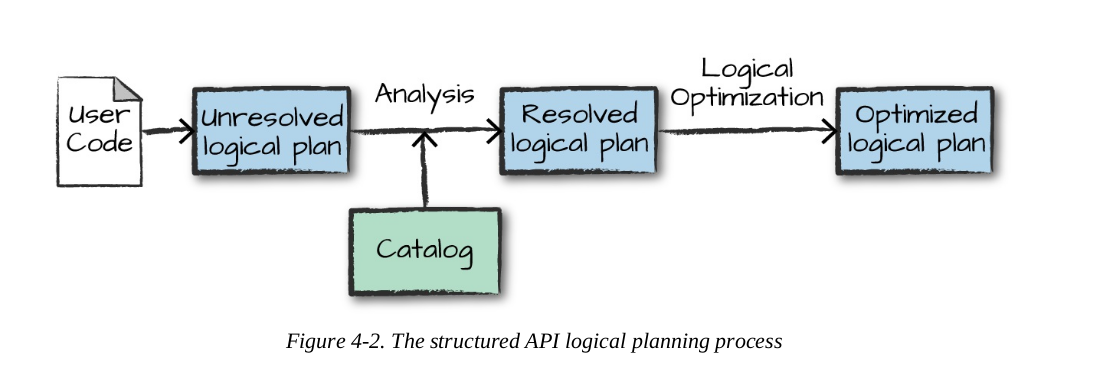 User
Code
Unresolved
logical plan
Analysis
Resolved
logical plan
Logical
Optimization
Optimized
logical plan
Catalog
Figure 4-2. The structured API logical planning process